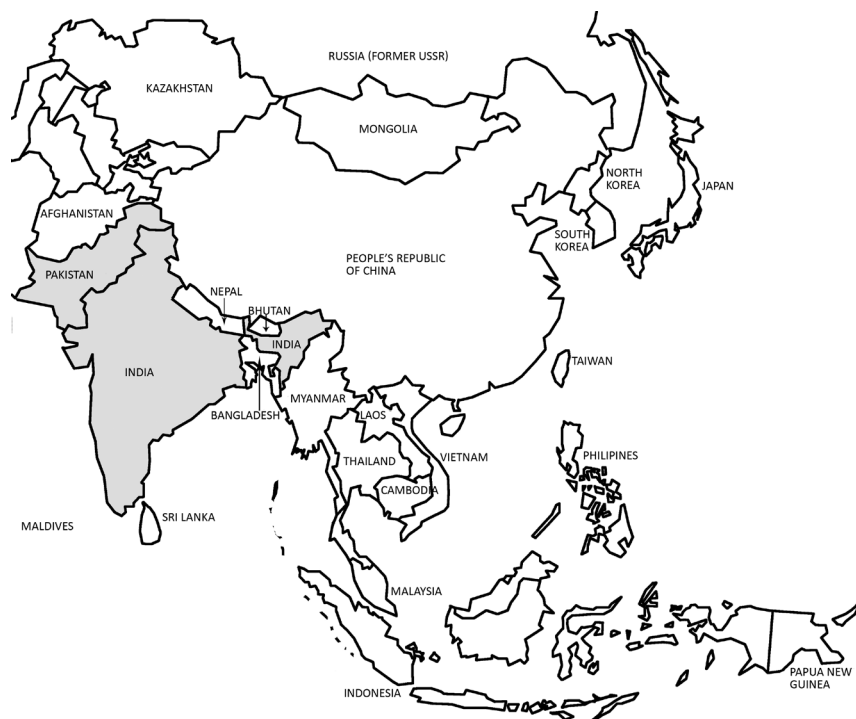 RUSSIA (FORMER USSR)
KAZAKHSTAN
MONGOLIA
NORTH
KOREA
JAPAN
AFGHANISTAN
SOUTH
KOREA
PEOPLE'S REPUBLIC
OF CHINA
PAKISTAN
NEPAL
BHUTAN
INDIA
TAIWAN
INDIA
MYANMAR
BANGLADESH
LAOS
VIETNAM
PHILIPINES
THAILAND
CAMBODIA
SRI LANKA
MALDIVES
MALAYSIA
PAPUA NEW
GUINEA
INDONESIA